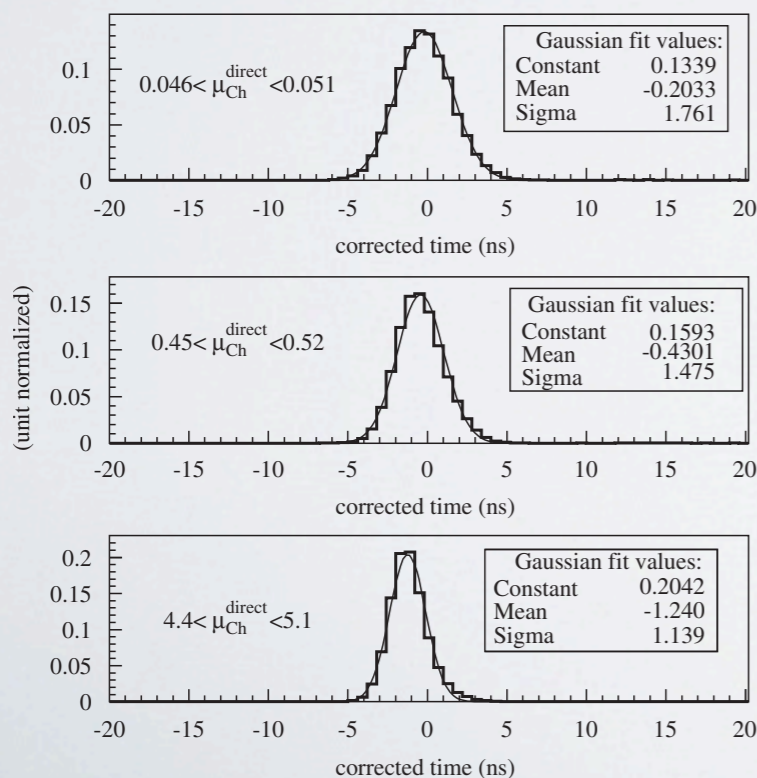 (unit normalized)
0.1
0.05
0
0.046< μ_Ch^direct <0.051
Gaussian fit values:
Constant 0.1339
Mean -0.2033
Sigma 1.761
-20 -15 -10 -5 0 5 10 15 20
corrected time (ns)
0.15
0.1
0.05
0
0.45< μ_Ch^direct <0.52
Gaussian fit values:
Constant 0.1593
Mean -0.4301
Sigma 1.475
-20 -15 -10 -5 0 5 10 15 20
corrected time (ns)
0.2
0.15
0.1
0.05
0
4.4< μ_Ch^direct <5.1
Gaussian fit values:
Constant 0.2042
Mean -1.240
Sigma 1.139
-20 -15 -10 -5 0 5 10 15 20
corrected time (ns)